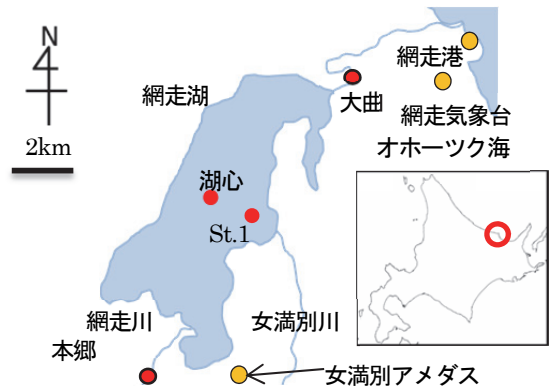 N
2km
網走湖
大曲
網走港
網走気象台
オホーツク海
湖心
St.1
網走川
本郷
女満別川
女満別アメダス